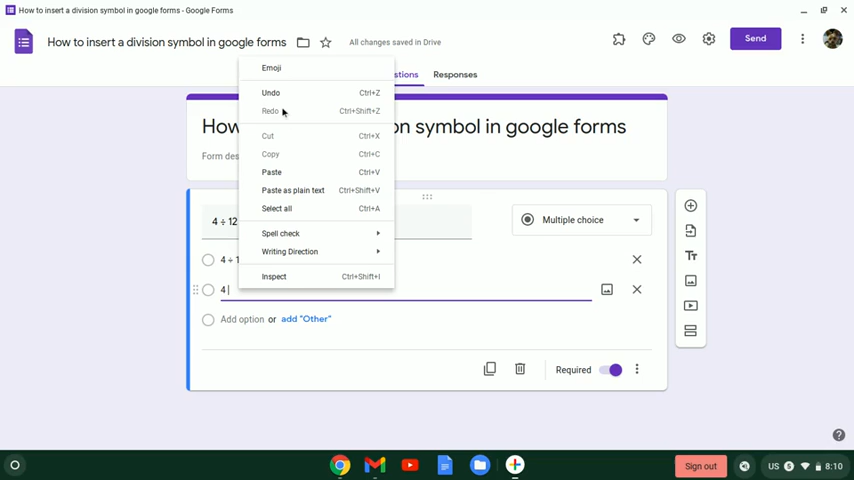 How to insert a division symbol in google forms - Google Forms
How to insert a division symbol in google forms
All changes saved in Drive
Send
Emoji
stions
Responses
Undo Ctrl+Z
Redo Ctrl+Shift+Z
How
on symbol in google forms
Cut Ctrl+X
Copy Ctrl+C
Form des
Paste Ctrl+V
Paste as plain text Ctrl+Shift+V
Select all Ctrl+A
4 ÷ 12
Multiple choice
Spell check
Writing Direction
4 ÷ 1
Inspect Ctrl+Shift+I
4
Add option or add "Other"
Required
Sign out
US
8:10